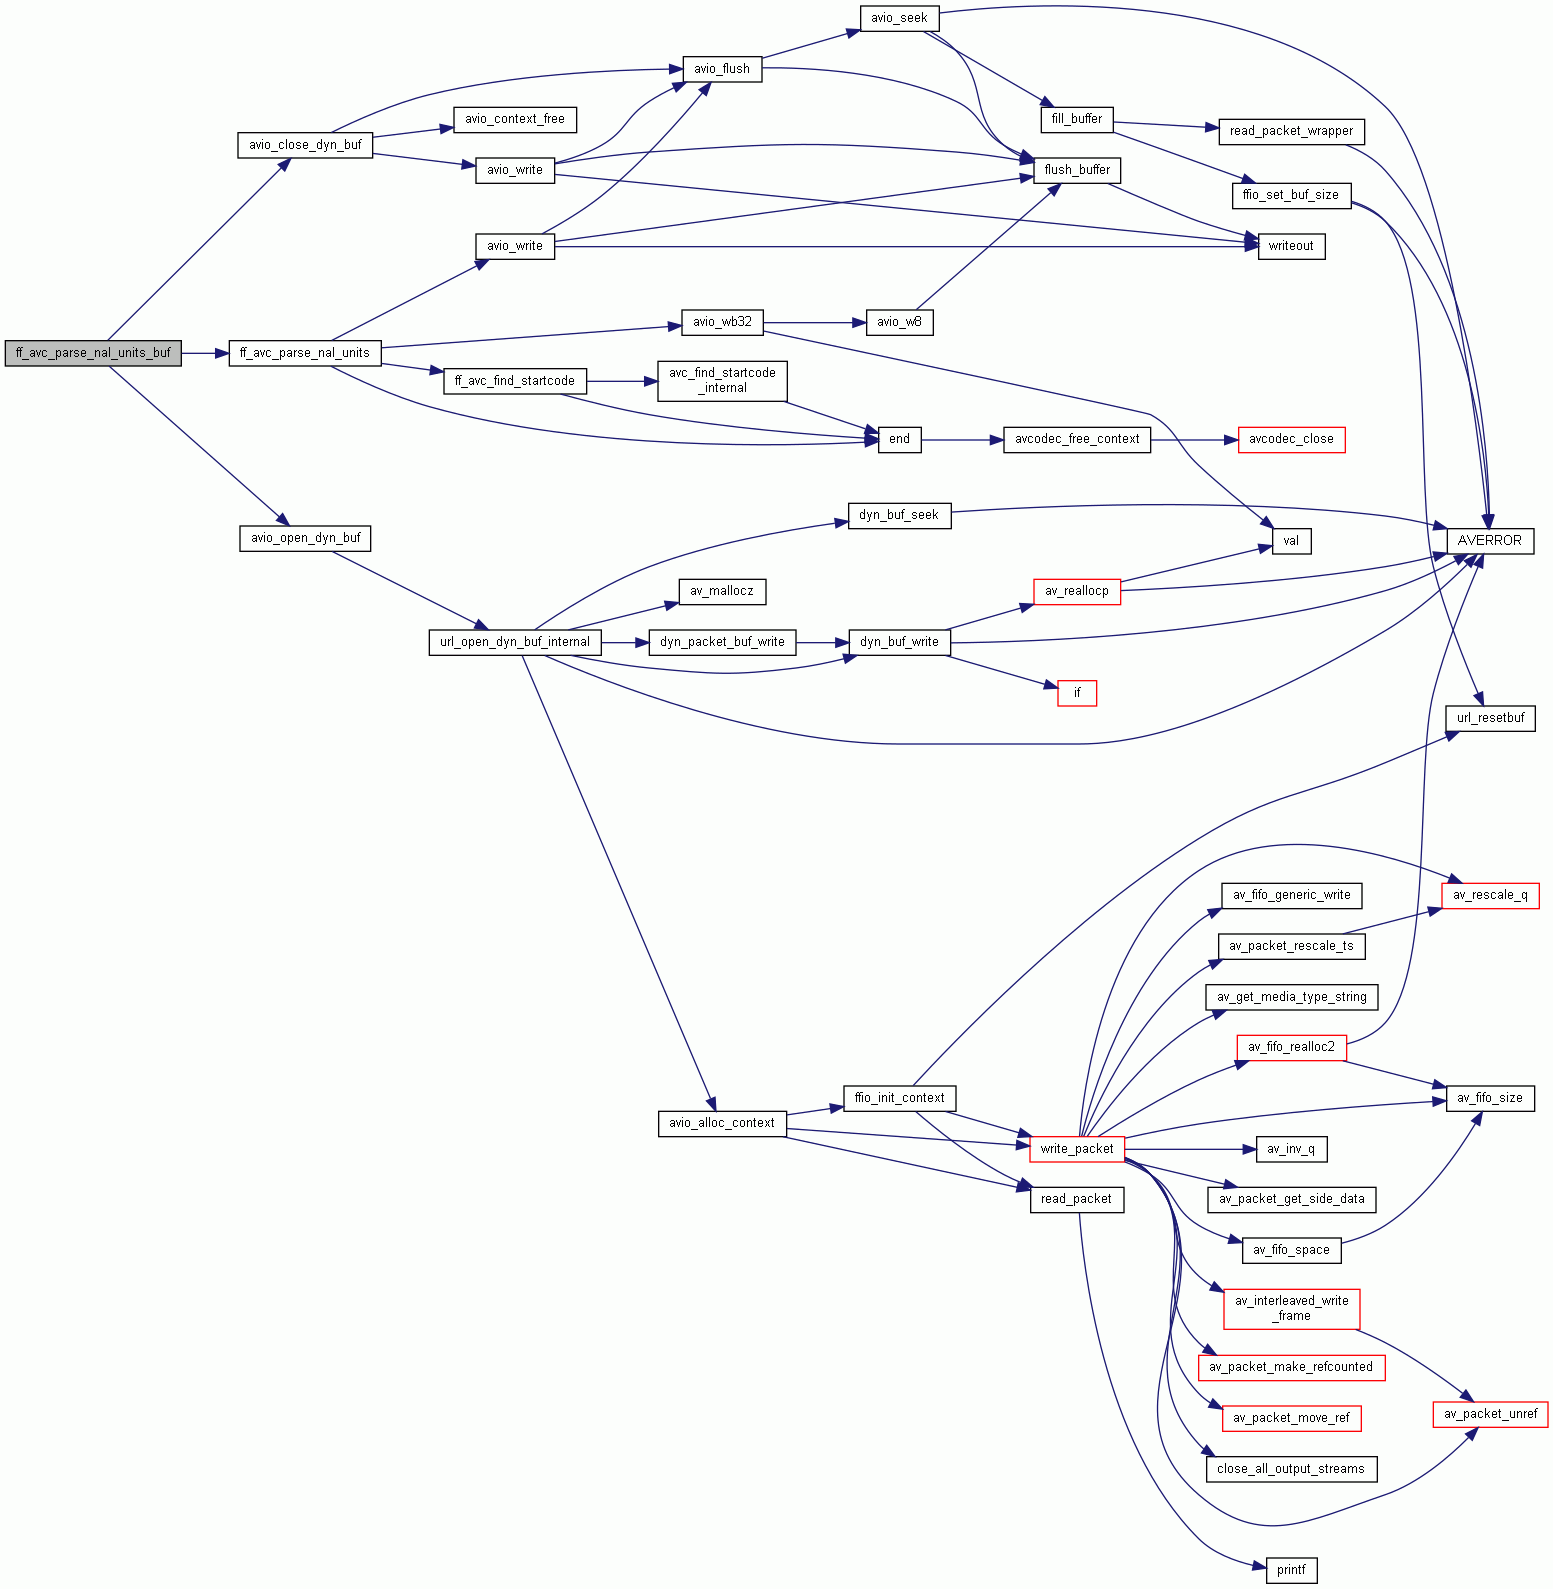 avio_seek
avio_flush
avio_context_free
fill_buffer
read_packet_wrapper
avio_close_dyn_buf
avio_write
flush_buffer
ffio_set_buf_size
avio_write
writeout
avio_wb32
avio_w8
ff_avc_parse_nal_units_buf
ff_avc_parse_nal_units
ff_avc_find_startcode
avc_find_startcode
_internal
end
avcodec_free_context
avcodec_close
dyn_buf_seek
avio_open_dyn_buf
val
AVERROR
av_mallocz
av_reallocp
url_open_dyn_buf_internal
dyn_packet_buf_write
dyn_buf_write
if
url_resetbuf
av_fifo_generic_write
av_rescale_q
av_packet_rescale_ts
av_get_media_type_string
av_fifo_realloc2
ffio_init_context
av_fifo_size
avio_alloc_context
write_packet
av_inv_q
read_packet
av_packet_get_side_data
av_fifo_space
av_interleaved_write
_frame
av_packet_make_refcounted
av_packet_move_ref
av_packet_unref
close_all_output_streams
printf